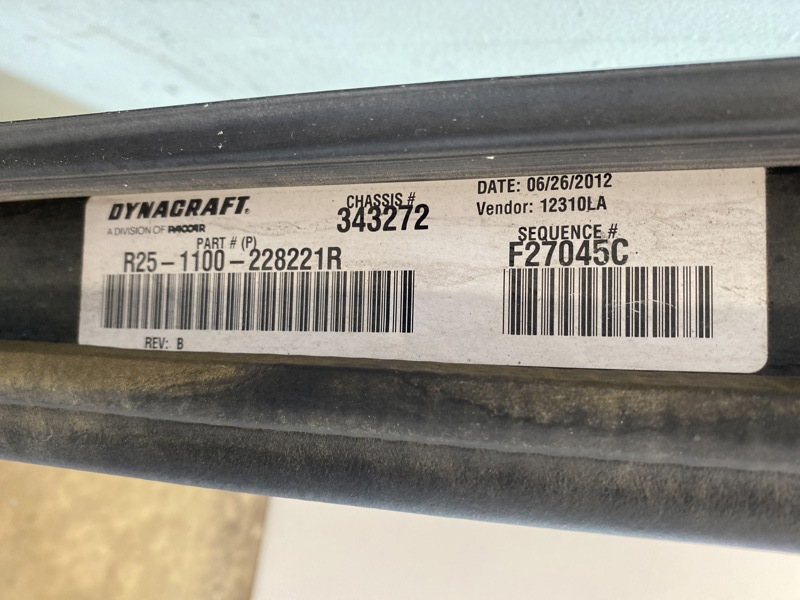 DYNACRAFT®
A DIVISION OF PACCAR
CHASSIS #
343272
DATE: 06/26/2012
Vendor: 12310LA
PART # (P)
R25-1100-228221R
SEQUENCE #
F27045C
REV: B